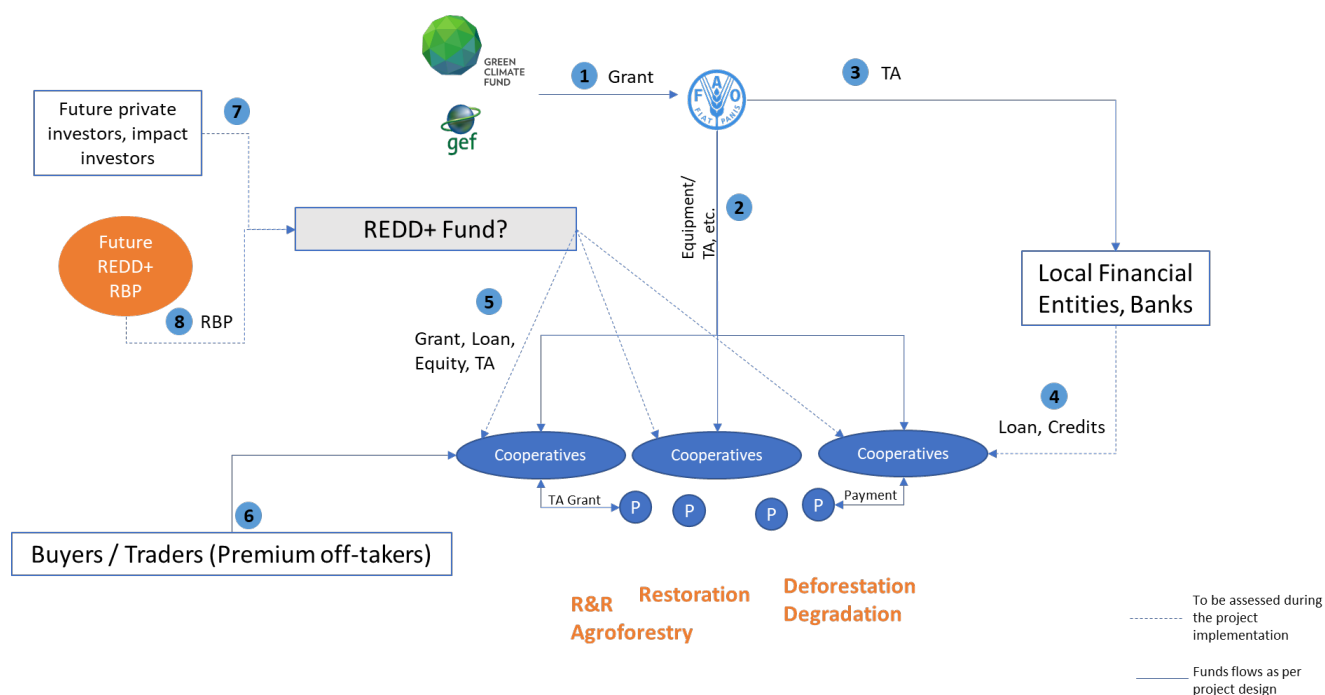 GREEN
CLIMATE
FUND
1 Grant
gef
F A O
FIAT PANIS
3 TA
Future private
investors, impact
investors
7
Equipment/
TA, etc.
2
REDD+ Fund?
Future
REDD+
RBP
8 RBP
Local Financial
Entities, Banks
5
Grant, Loan,
Equity, TA
4
Loan, Credits
Cooperatives
Cooperatives
Cooperatives
TA Grant
P
P
P
P
Payment
6
Buyers / Traders (Premium off-takers)
R&R
Agroforestry
Restoration
Deforestation
Degradation
To be assessed during
the project
implementation
Funds flows as per
project design